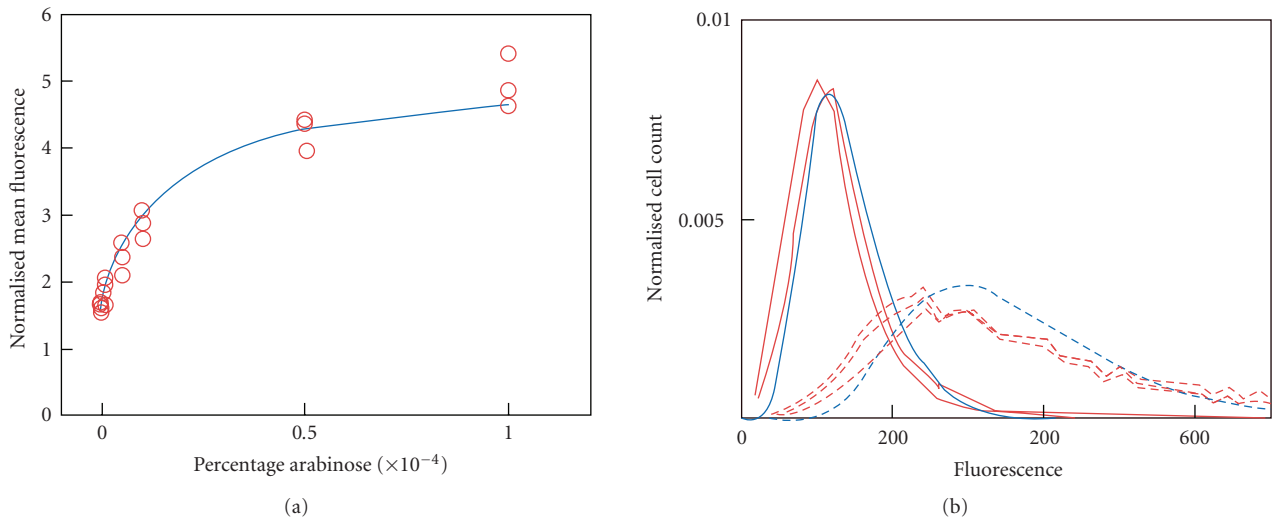 6
5
4
3
2
1
0
Normalised mean fluorescence
0 0.5 1
Percentage arabinose (×10⁻⁴)
(a)
0.01
0.005
Normalised cell count
0 200 200 600
Fluorescence
(b)